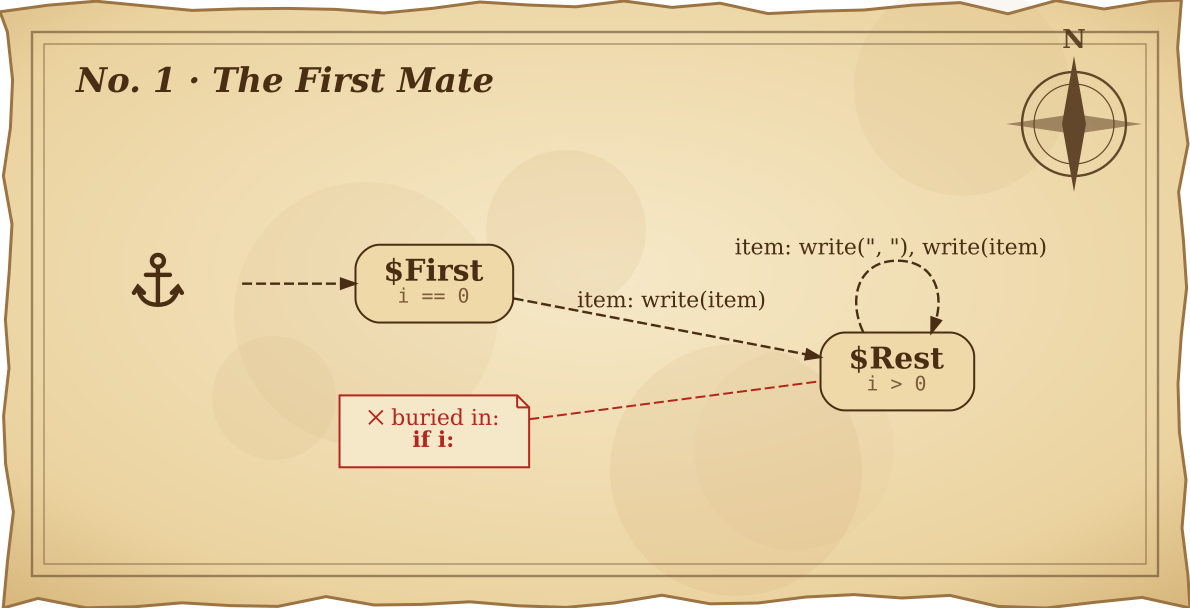 N
No. 1 · The First Mate
item: write(", "), write(item)
$First
i == 0
item: write(item)
$Rest
i > 0
✕ buried in:
if i: